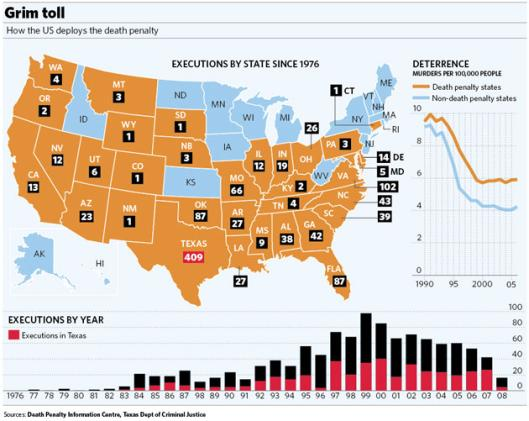 Grim toll
How the US deploys the death penalty
EXECUTIONS BY STATE SINCE 1976
WA
4
OR
2
ID
MT
3
ND
MN
SD
1
WY
1
NV
12
UT
6
CO
1
NB
3
IA
WI
MI
CA
13
AZ
23
NM
1
KS
OK
87
TEXAS
409
MO
66
AR
27
LA
27
IL
12
IN
19
OH
26
KY
2
TN
4
MS
9
AL
38
GA
42
FLA
87
SC
39
NC
43
VA
102
WV
MD
5
DE
14
PA
3
NJ
NY
1 CT
RI
MA
NH
VT
ME
AK
HI
DETERRENCE
MURDERS PER 100,000 PEOPLE
Death penalty states
Non-death penalty states
10
8
6
4
2
0
1990 95 2000 05
EXECUTIONS BY YEAR
Executions in Texas
100
80
60
40
20
0
1976 77 78 79 80 81 82 83 84 85 86 87 88 89 90 91 92 93 94 95 96 97 98 99 00 01 02 03 04 05 06 07 08
Sources: Death Penalty Information Centre, Texas Dept of Criminal Justice